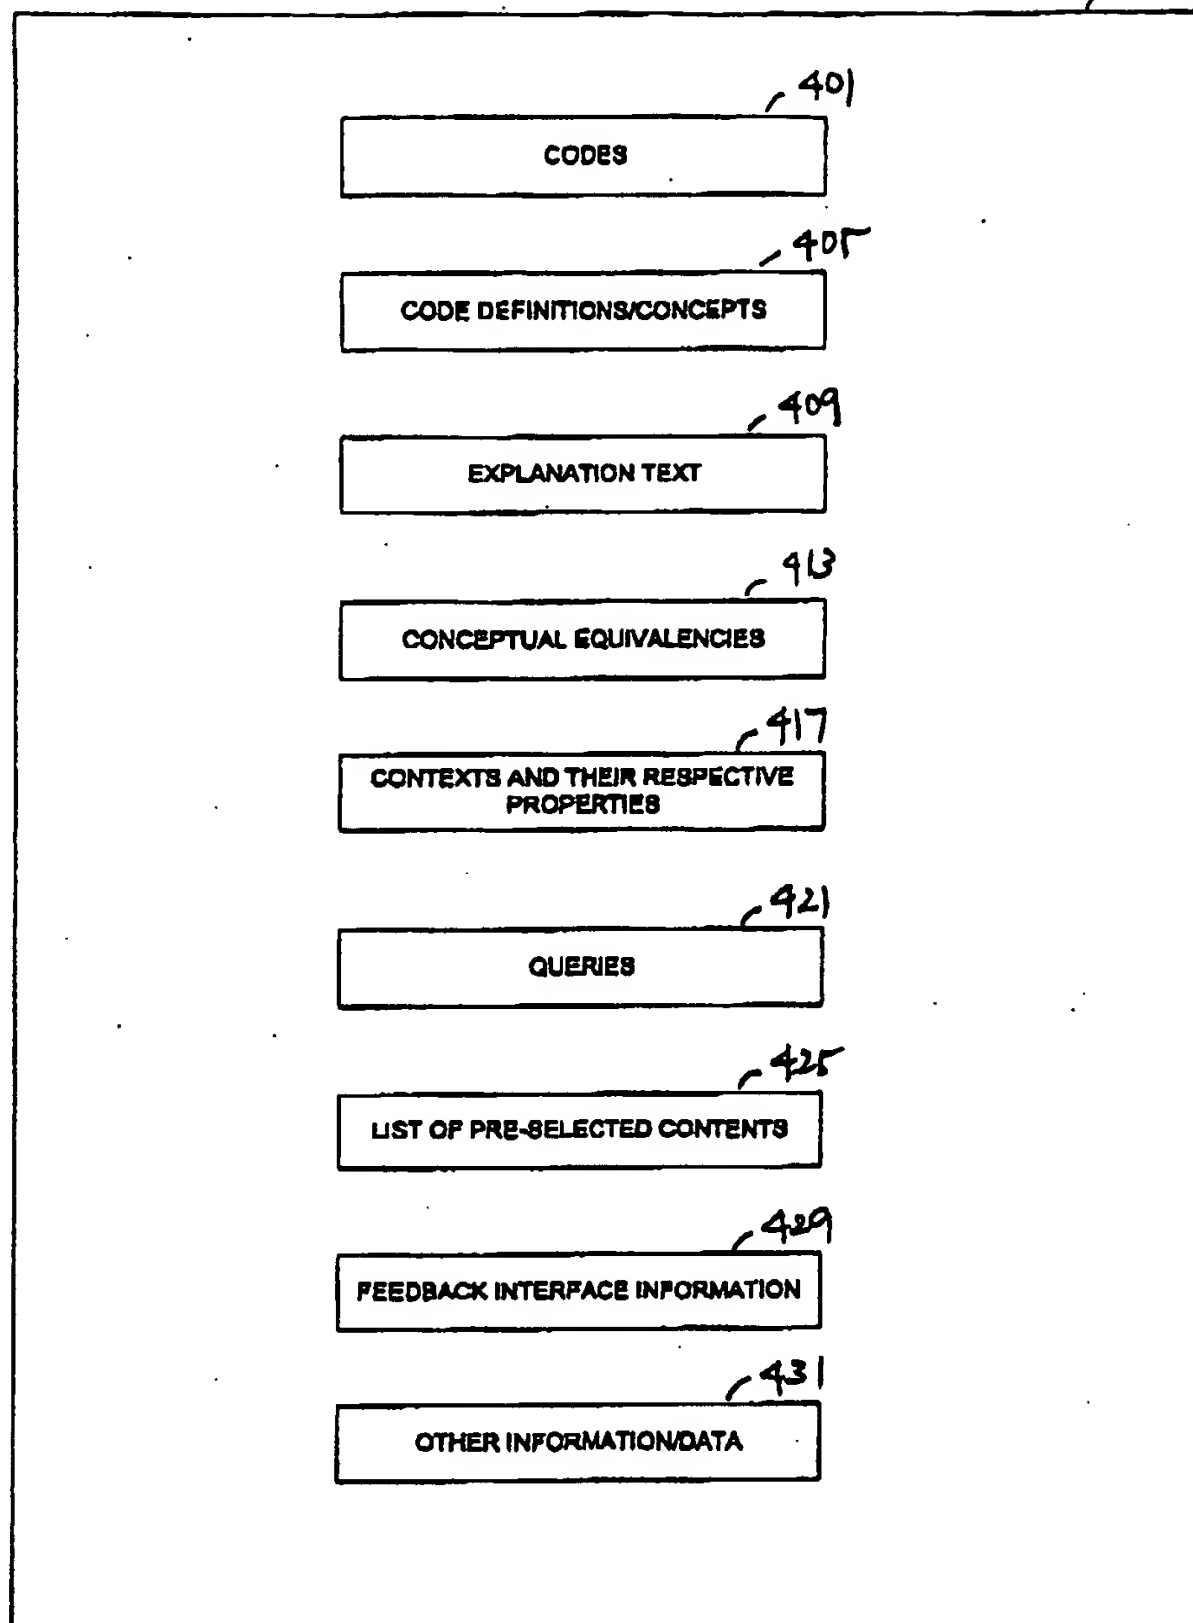 401
CODES
405
CODE DEFINITIONS/CONCEPTS
409
EXPLANATION TEXT
413
CONCEPTUAL EQUIVALENCIES
417
CONTEXTS AND THEIR RESPECTIVE
PROPERTIES
421
QUERIES
425
LIST OF PRE-SELECTED CONTENTS
429
FEEDBACK INTERFACE INFORMATION
431
OTHER INFORMATION/DATA